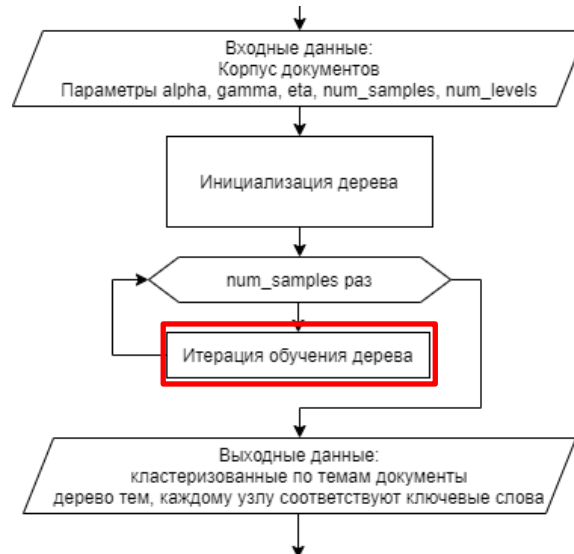 Входные данные:
Корпус документов
Параметры alpha, gamma, eta, num_samples, num_levels
Инициализация дерева
num_samples раз
Итерация обучения дерева
Выходные данные:
кластеризованные по темам документы
дерево тем, каждому узлу соответствуют ключевые слова